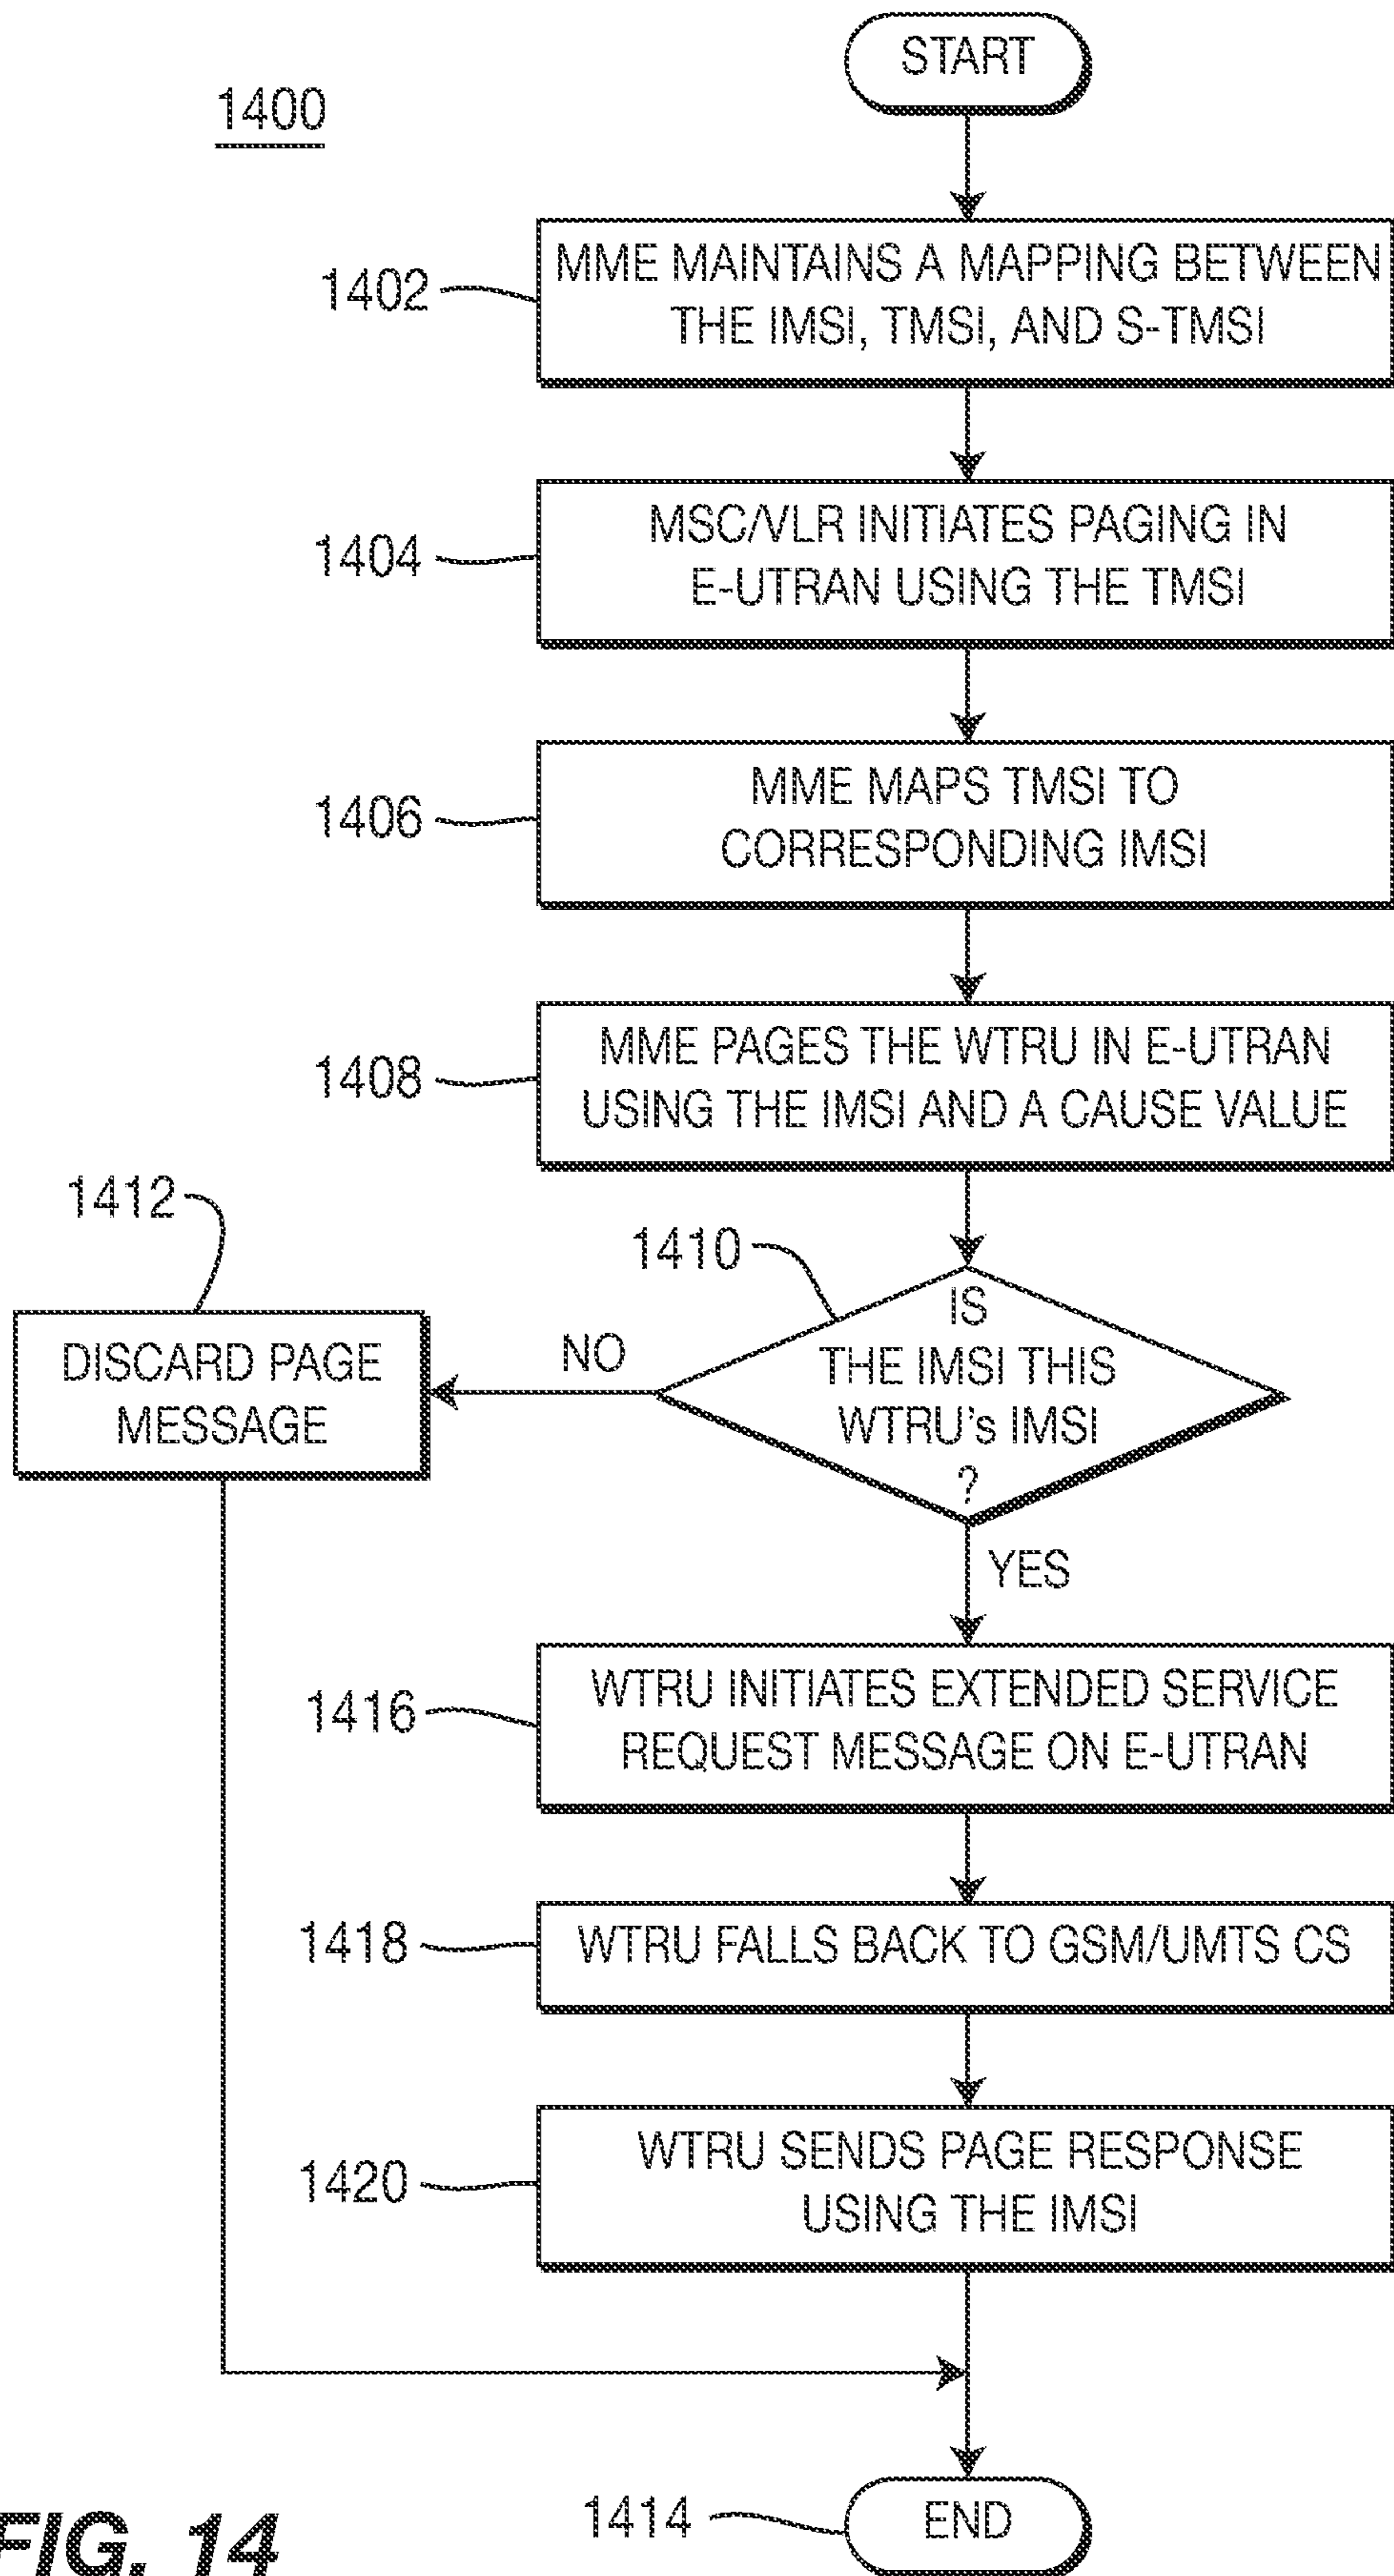 START
1400
MME MAINTAINS A MAPPING BETWEEN
THE IMSI, TMSI, AND S-TMSI
1402
MSC/VLR INITIATES PAGING IN
E-UTRAN USING THE TMSI
1404
MME MAPS TMSI TO
CORRESPONDING IMSI
1406
MME PAGES THE WTRU IN E-UTRAN
USING THE IMSI AND A CAUSE VALUE
1408
1412
1410
DISCARD PAGE
MESSAGE
NO
IS
THE IMSI THIS
WTRU's IMSI
?
YES
WTRU INITIATES EXTENDED SERVICE
REQUEST MESSAGE ON E-UTRAN
1416
1418
WTRU FALLS BACK TO GSM/UMTS CS
WTRU SENDS PAGE RESPONSE
USING THE IMSI
1420
1414
END
FIG. 14